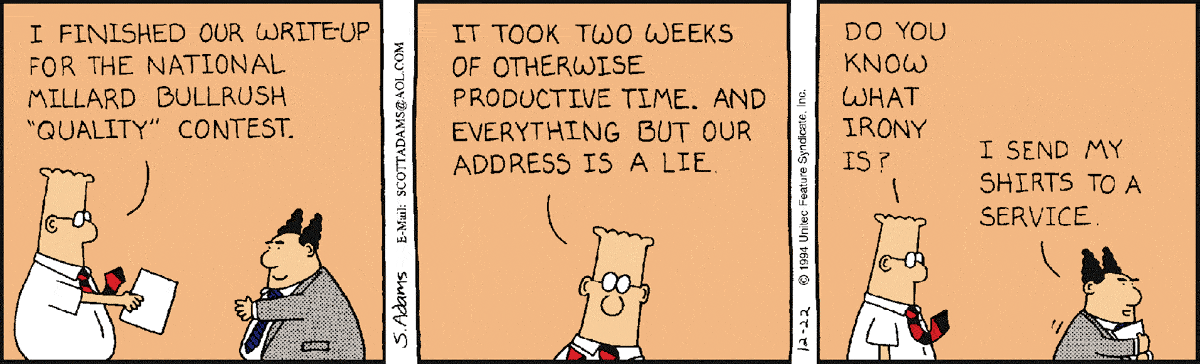 I FINISHED OUR WRITE-UP
FOR THE NATIONAL
MILLARD BULLRUSH
"QUALITY" CONTEST.
S.Adams
E-Mail: SCOTTADAMS@AOL.COM
IT TOOK TWO WEEKS
OF OTHERWISE
PRODUCTIVE TIME. AND
EVERYTHING BUT OUR
ADDRESS IS A LIE.
12-22
© 1994 United Feature Syndicate, Inc.
DO YOU
KNOW
WHAT
IRONY
IS?
I SEND MY
SHIRTS TO A
SERVICE.